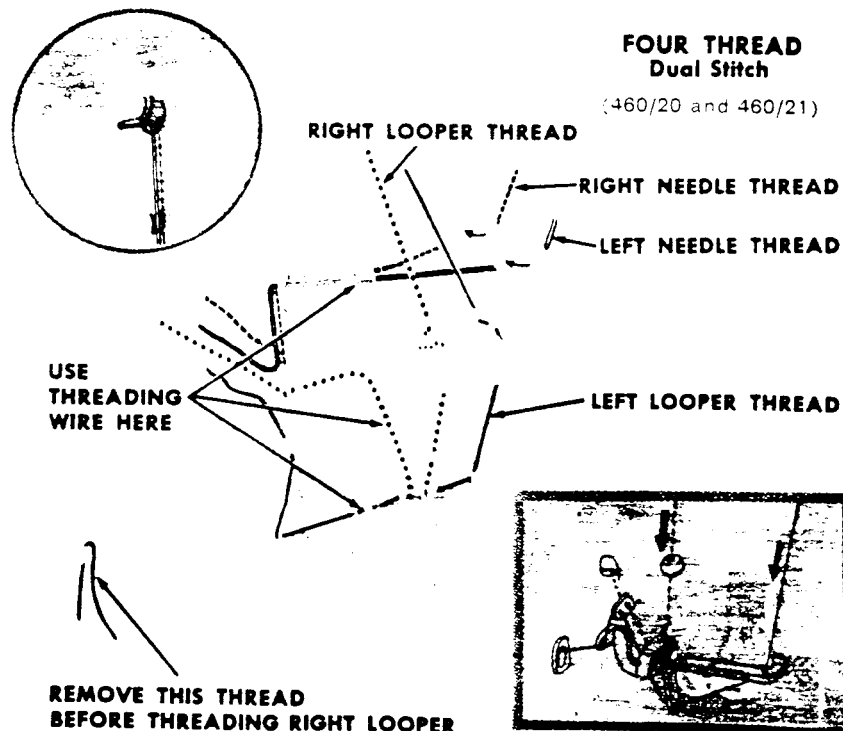 FOUR THREAD
Dual Stitch
(460/20 and 460/21)
RIGHT LOOPER THREAD
RIGHT NEEDLE THREAD
LEFT NEEDLE THREAD
USE
THREADING
WIRE HERE
LEFT LOOPER THREAD
REMOVE THIS THREAD
BEFORE THREADING RIGHT LOOPER